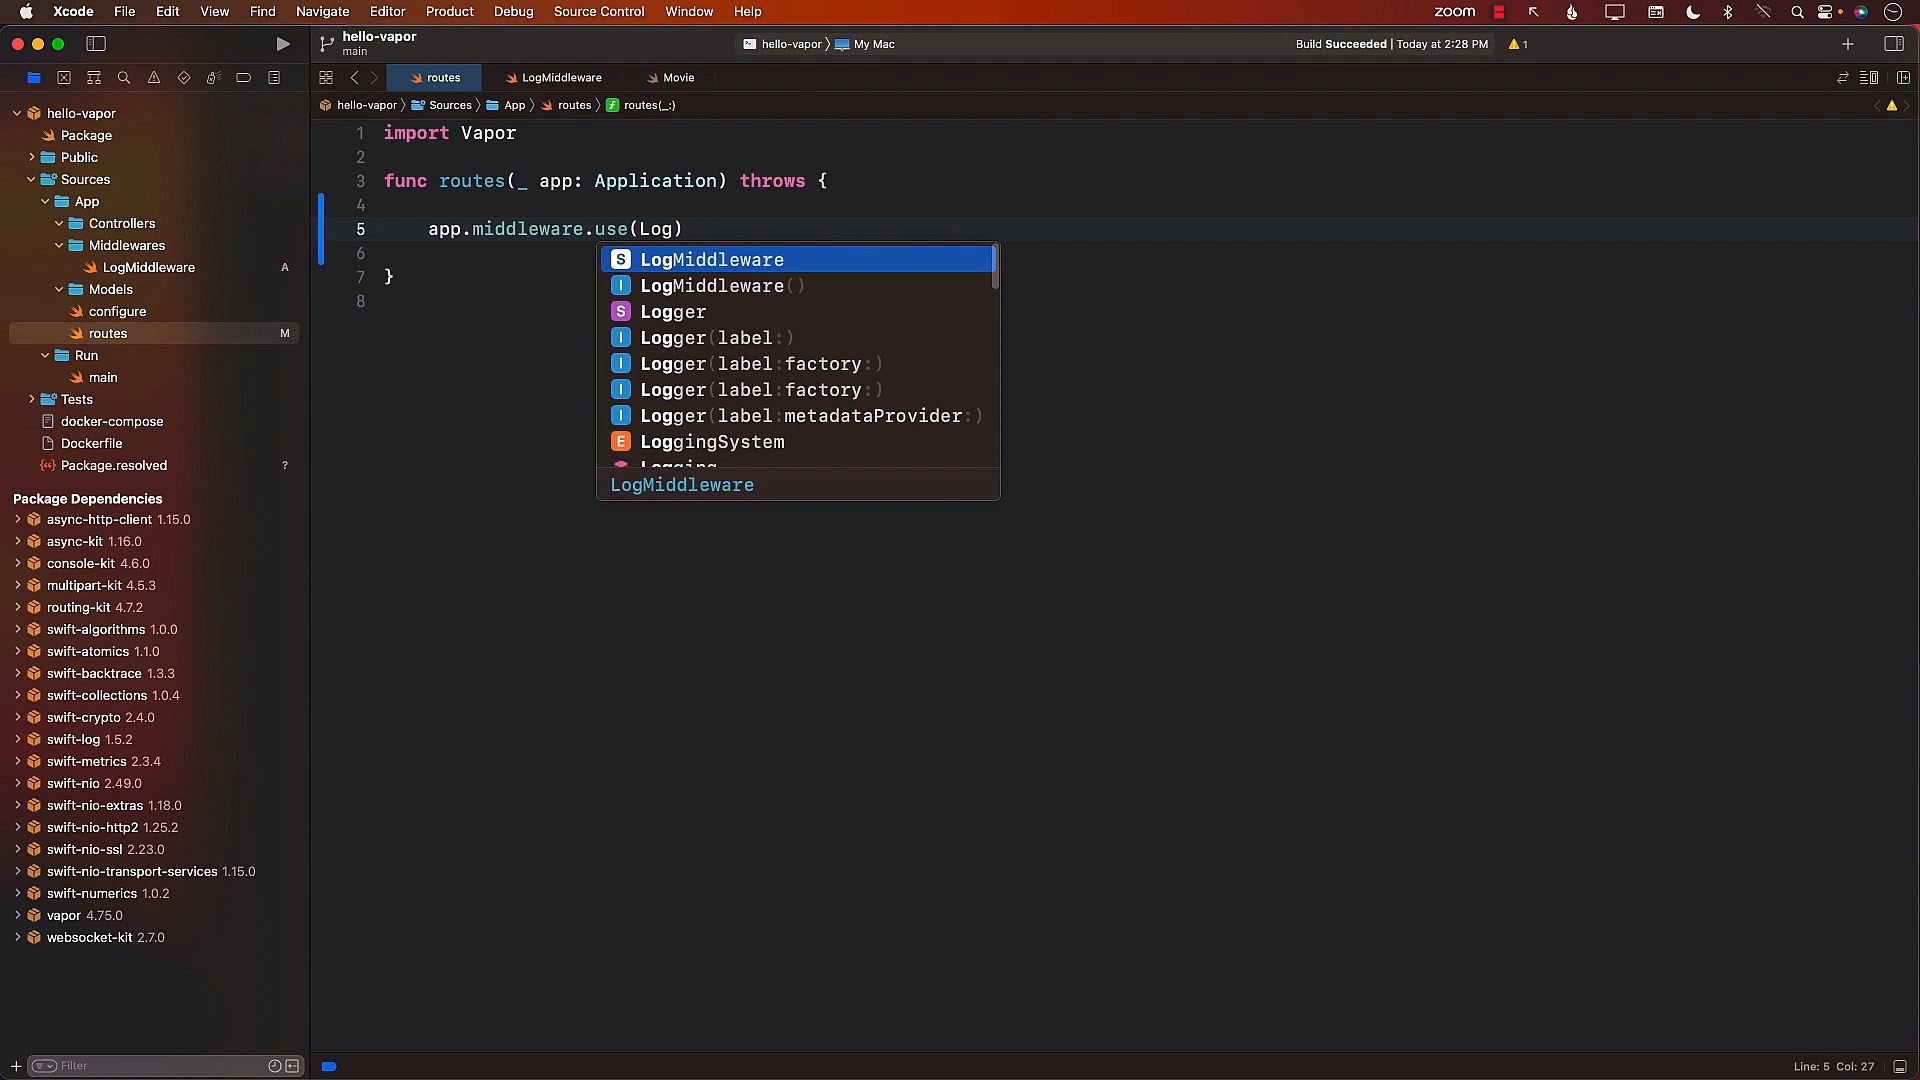 Xcode File Edit View Find Navigate Editor Product Debug Source Control Window Help
zoom
hello-vapor
main
hello-vapor 〉 My Mac
Build Succeeded | Today at 2:28 PM
1
routes
LogMiddleware
Movie
hello-vapor 〉 Sources 〉 App 〉 routes 〉 routes(_:)
hello-vapor
Package
Public
Sources
App
Controllers
Middlewares
LogMiddleware A
Models
configure
routes M
Run
main
Tests
docker-compose
Dockerfile
Package.resolved ?
Package Dependencies
async-http-client 1.15.0
async-kit 1.16.0
console-kit 4.6.0
multipart-kit 4.5.3
routing-kit 4.7.2
swift-algorithms 1.0.0
swift-atomics 1.1.0
swift-backtrace 1.3.3
swift-collections 1.0.4
swift-crypto 2.4.0
swift-log 1.5.2
swift-metrics 2.3.4
swift-nio 2.49.0
swift-nio-extras 1.18.0
swift-nio-http2 1.25.2
swift-nio-ssl 2.23.0
swift-nio-transport-services 1.15.0
swift-numerics 1.0.2
vapor 4.75.0
websocket-kit 2.7.0
Filter
1 import Vapor
2
3 func routes(_ app: Application) throws {
4
5 app.middleware.use(Log)
6
7 }
8
S LogMiddleware
I LogMiddleware()
S Logger
I Logger(label:)
I Logger(label:factory:)
I Logger(label:factory:)
I Logger(label:metadataProvider:)
E LoggingSystem
Logging
LogMiddleware
Line: 5 Col: 27